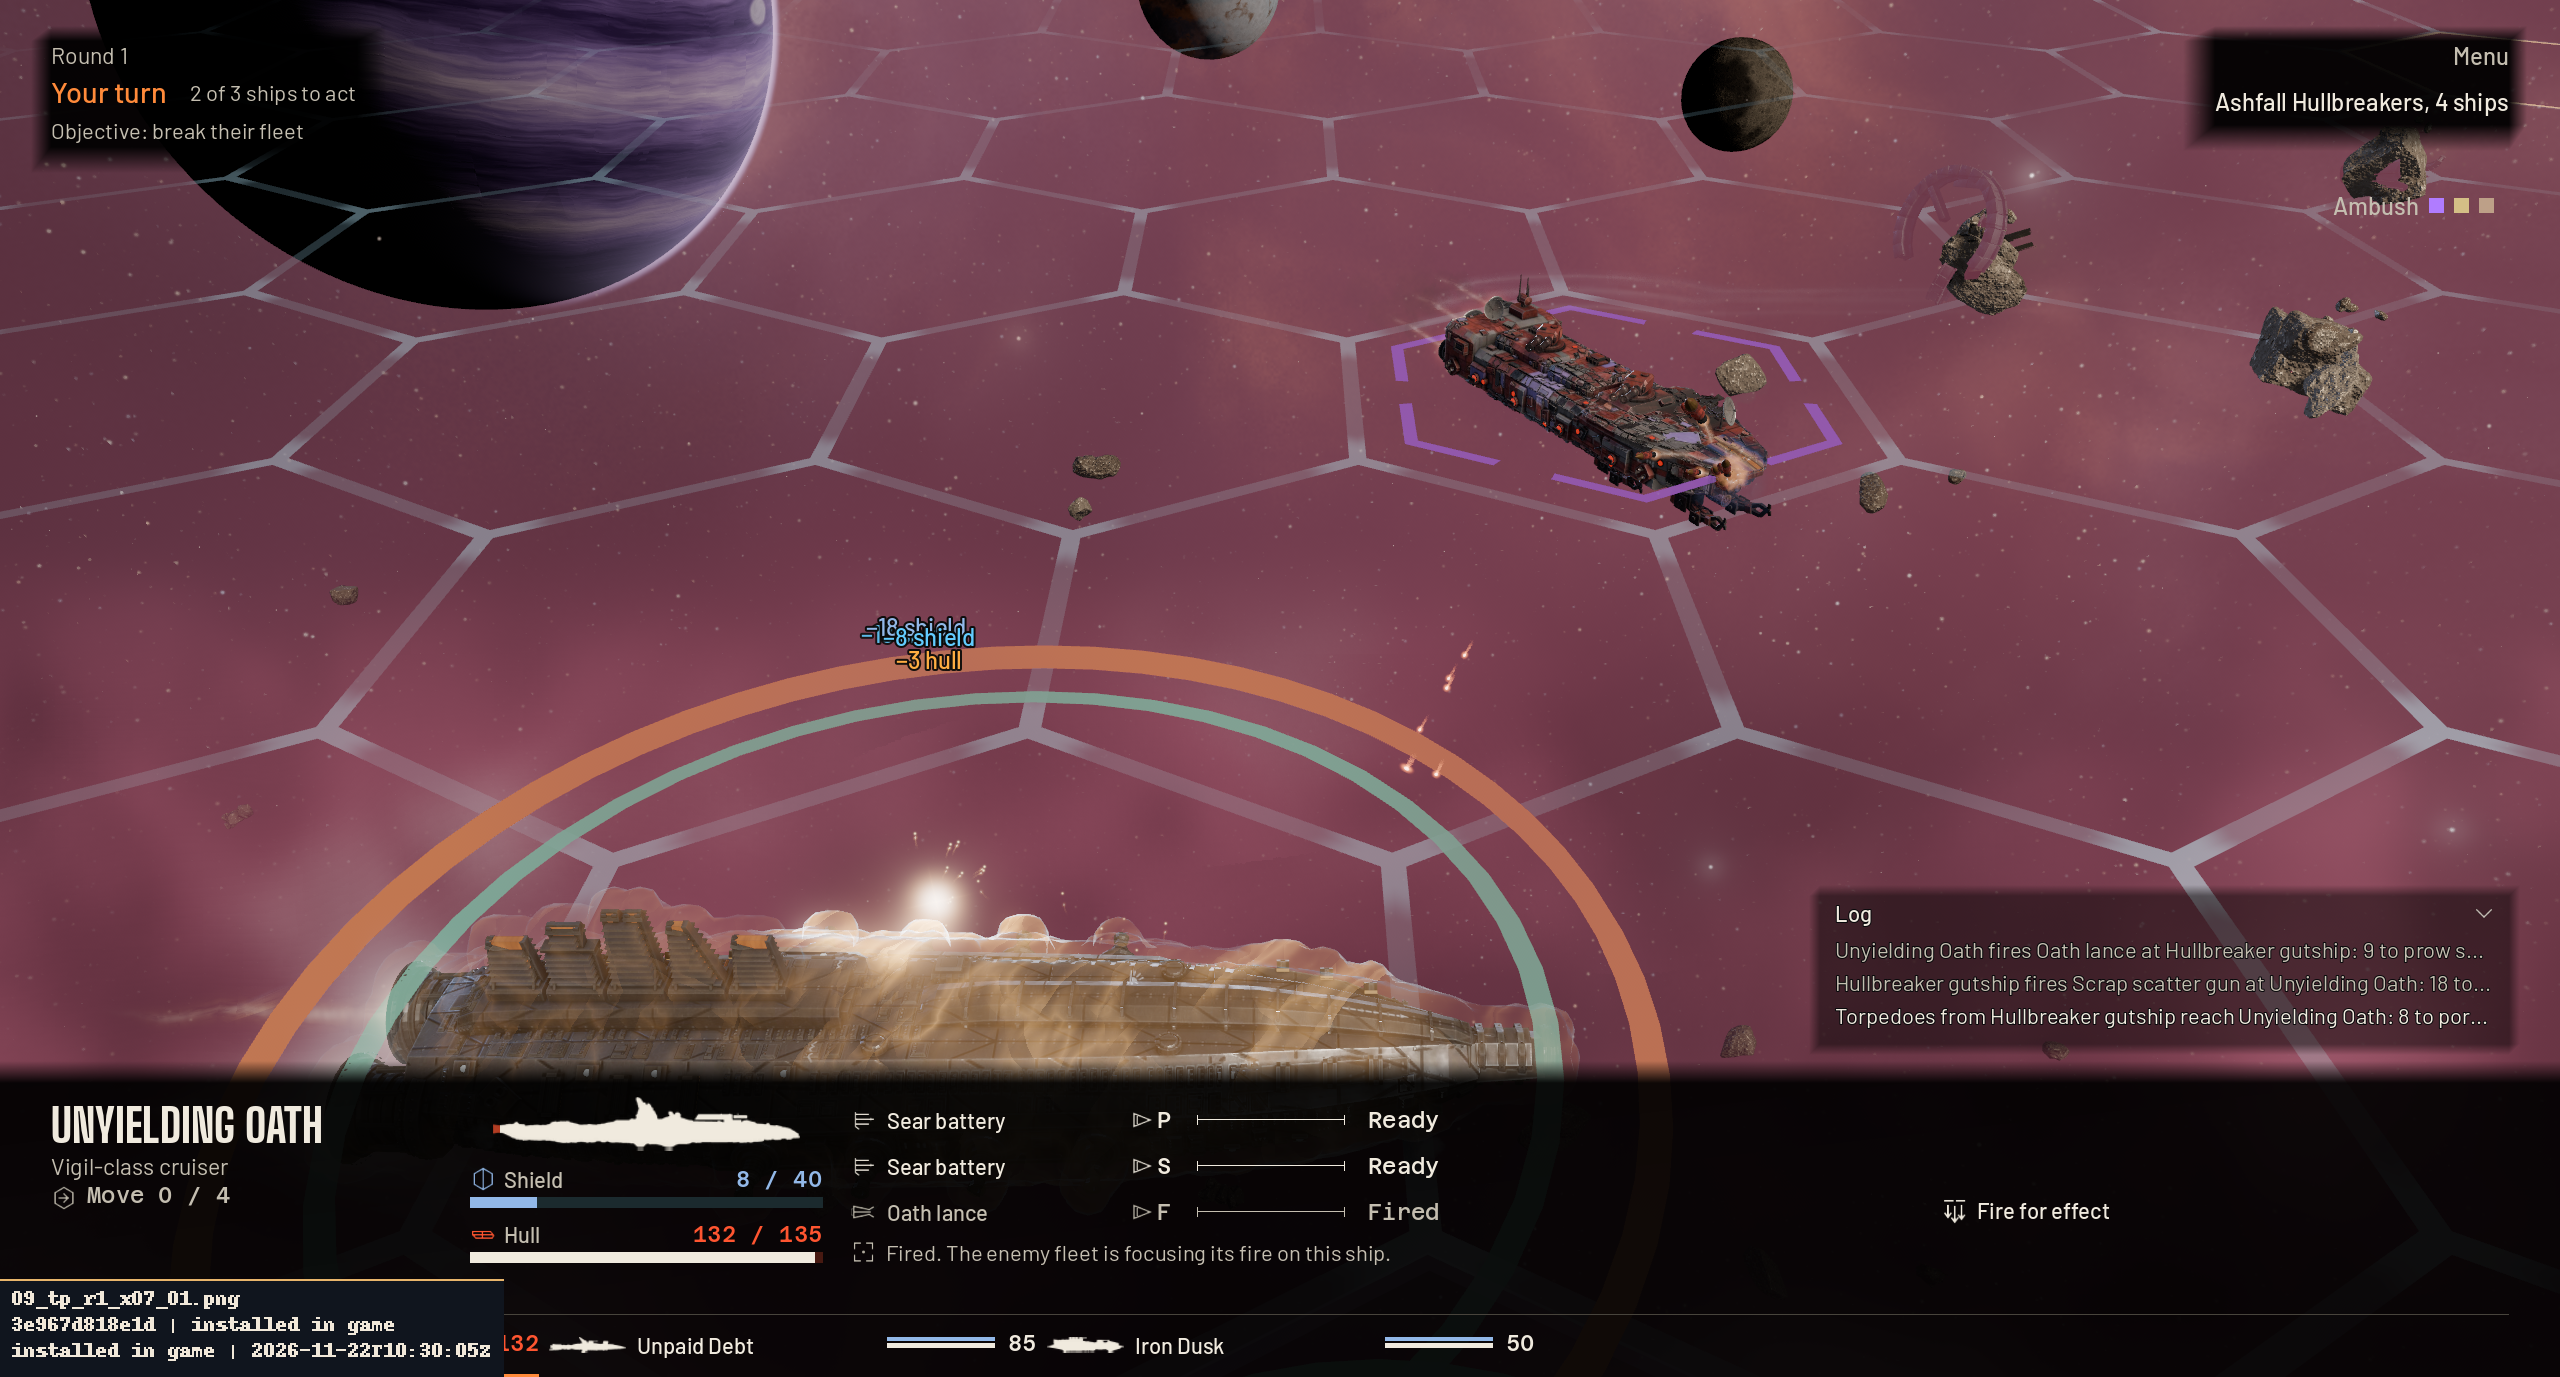 Round 1
Your turn 2 of 3 ships to act
Objective: break their fleet
Menu
Ashfall Hullbreakers, 4 ships
Ambush
-18 shield
-8 shield
-3 hull
Log
Unyielding Oath fires Oath lance at Hullbreaker gutship: 9 to prow s...
Hullbreaker gutship fires Scrap scatter gun at Unyielding Oath: 18 to...
Torpedoes from Hullbreaker gutship reach Unyielding Oath: 8 to por...
UNYIELDING OATH
Vigil-class cruiser
Move 0 / 4
Shield 8 / 40
Hull 132 / 135
Sear battery P Ready
Sear battery S Ready
Oath lance F Fired
Fired. The enemy fleet is focusing its fire on this ship.
Fire for effect
09_tp_r1_x07_01.png
3e967d818e1d | installed in game
installed in game | 2026-11-22T10:30:05Z
132 Unpaid Debt 85 Iron Dusk 50